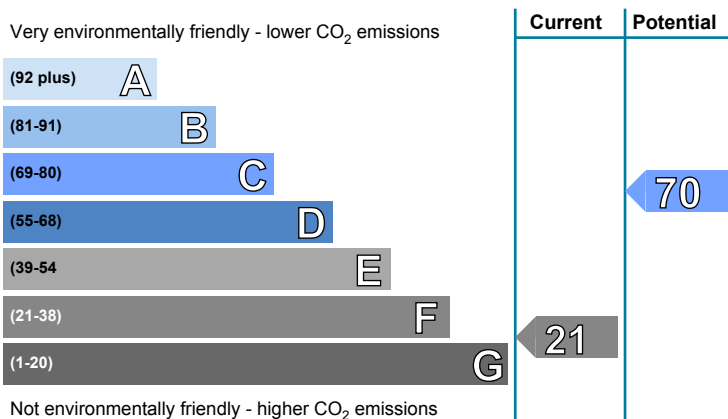 Current Potential
Very environmentally friendly - lower CO2 emissions
(92 plus) A
(81-91) B
(69-80) C
70
(55-68) D
(39-54 E
(21-38) F
21
(1-20) G
Not environmentally friendly - higher CO2 emissions